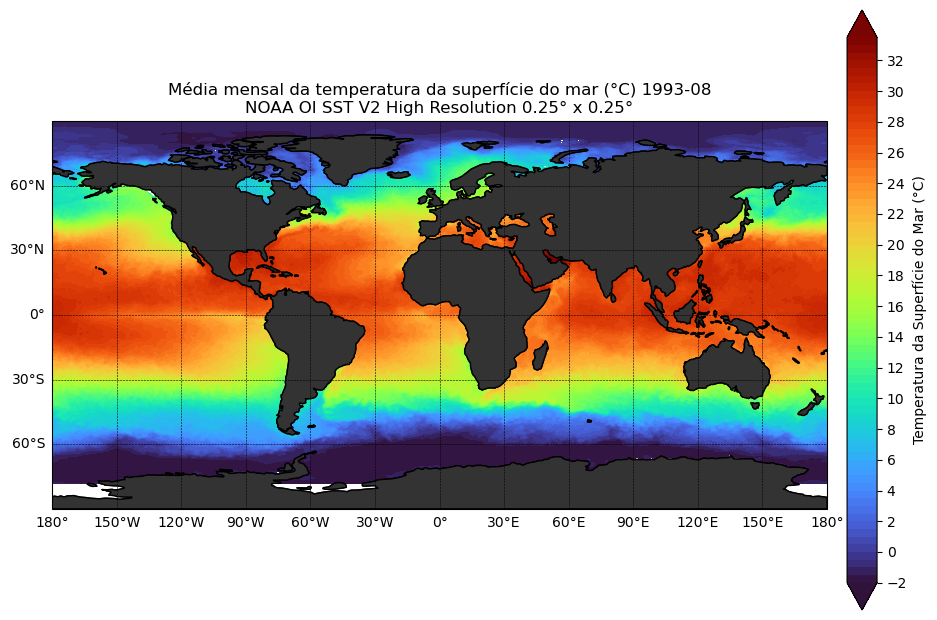 Média mensal da temperatura da superfície do mar (°C) 1993-08
NOAA OI SST V2 High Resolution 0.25° x 0.25°
60°N
30°N
0°
30°S
60°S
180°
150°W
120°W
90°W
60°W
30°W
0°
30°E
60°E
90°E
120°E
150°E
180°
32
30
28
26
24
22
20
18
16
14
12
10
8
6
4
2
0
−2
Temperatura da Superfície do Mar (°C)